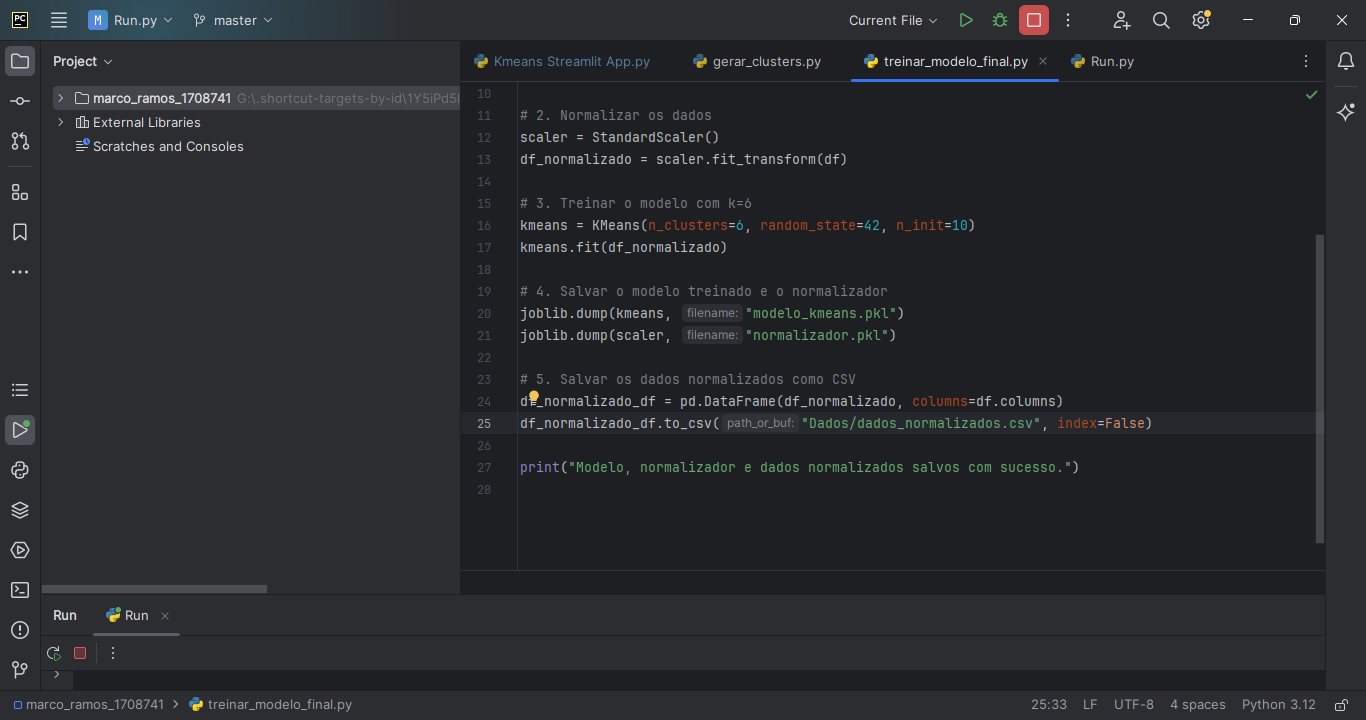 PC
M Run.py master Current File
Project
Kmeans Streamlit App.py gerar_clusters.py treinar_modelo_final.py Run.py
marco_ramos_1708741 G:\.shortcut-targets-by-id\1Y5iPd5
External Libraries
Scratches and Consoles
10
11 # 2. Normalizar os dados
12 scaler = StandardScaler()
13 df_normalizado = scaler.fit_transform(df)
14
15 # 3. Treinar o modelo com k=6
16 kmeans = KMeans(n_clusters=6, random_state=42, n_init=10)
17 kmeans.fit(df_normalizado)
18
19 # 4. Salvar o modelo treinado e o normalizador
20 joblib.dump(kmeans, filename: "modelo_kmeans.pkl")
21 joblib.dump(scaler, filename: "normalizador.pkl")
22
23 # 5. Salvar os dados normalizados como CSV
24 df_normalizado_df = pd.DataFrame(df_normalizado, columns=df.columns)
25 df_normalizado_df.to_csv( path_or_buf: "Dados/dados_normalizados.csv", index=False)
26
27 print("Modelo, normalizador e dados normalizados salvos com sucesso.")
28
Run Run
marco_ramos_1708741 > treinar_modelo_final.py 25:33 LF UTF-8 4 spaces Python 3.12